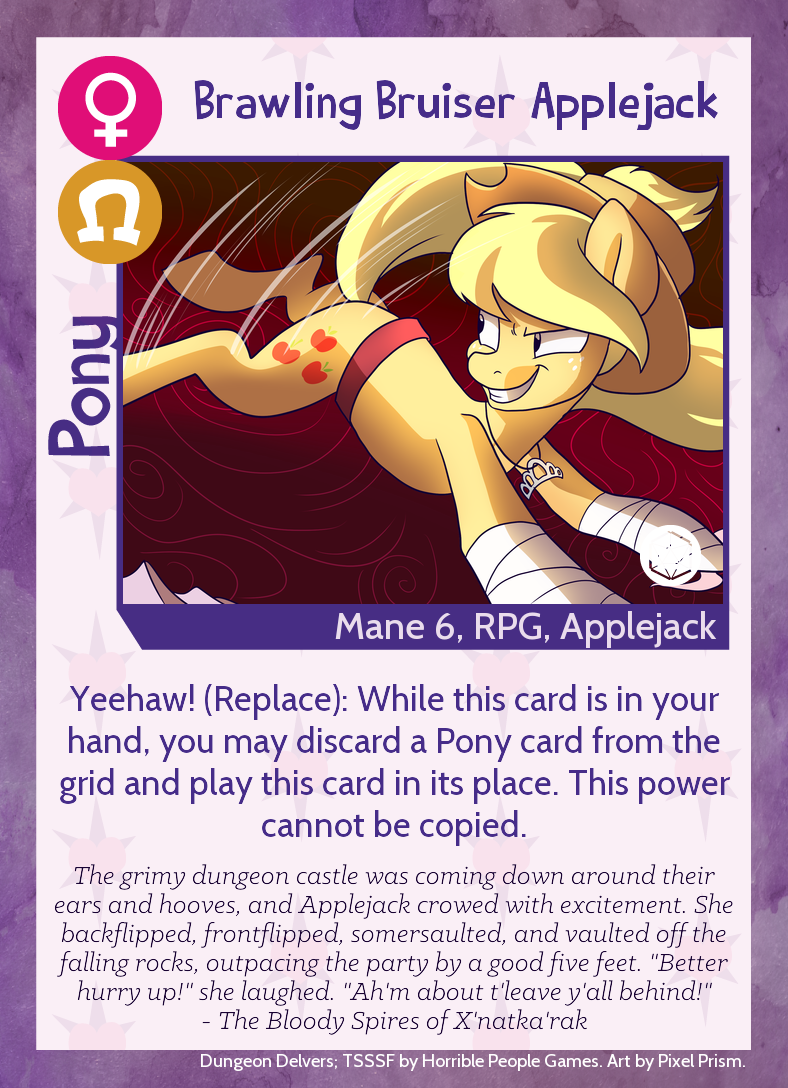 Brawling Bruiser Applejack
Pony
Mane 6, RPG, Applejack
Yeehaw! (Replace): While this card is in your
hand, you may discard a Pony card from the
grid and play this card in its place. This power
cannot be copied.
The grimy dungeon castle was coming down around their
ears and hooves, and Applejack crowed with excitement. She
backflipped, frontflipped, somersaulted, and vaulted off the
falling rocks, outpacing the party by a good five feet. "Better
hurry up!" she laughed. "Ah'm about t'leave y'all behind!"
- The Bloody Spires of X'natka'rak
Dungeon Delvers; TSSSF by Horrible People Games. Art by Pixel Prism.